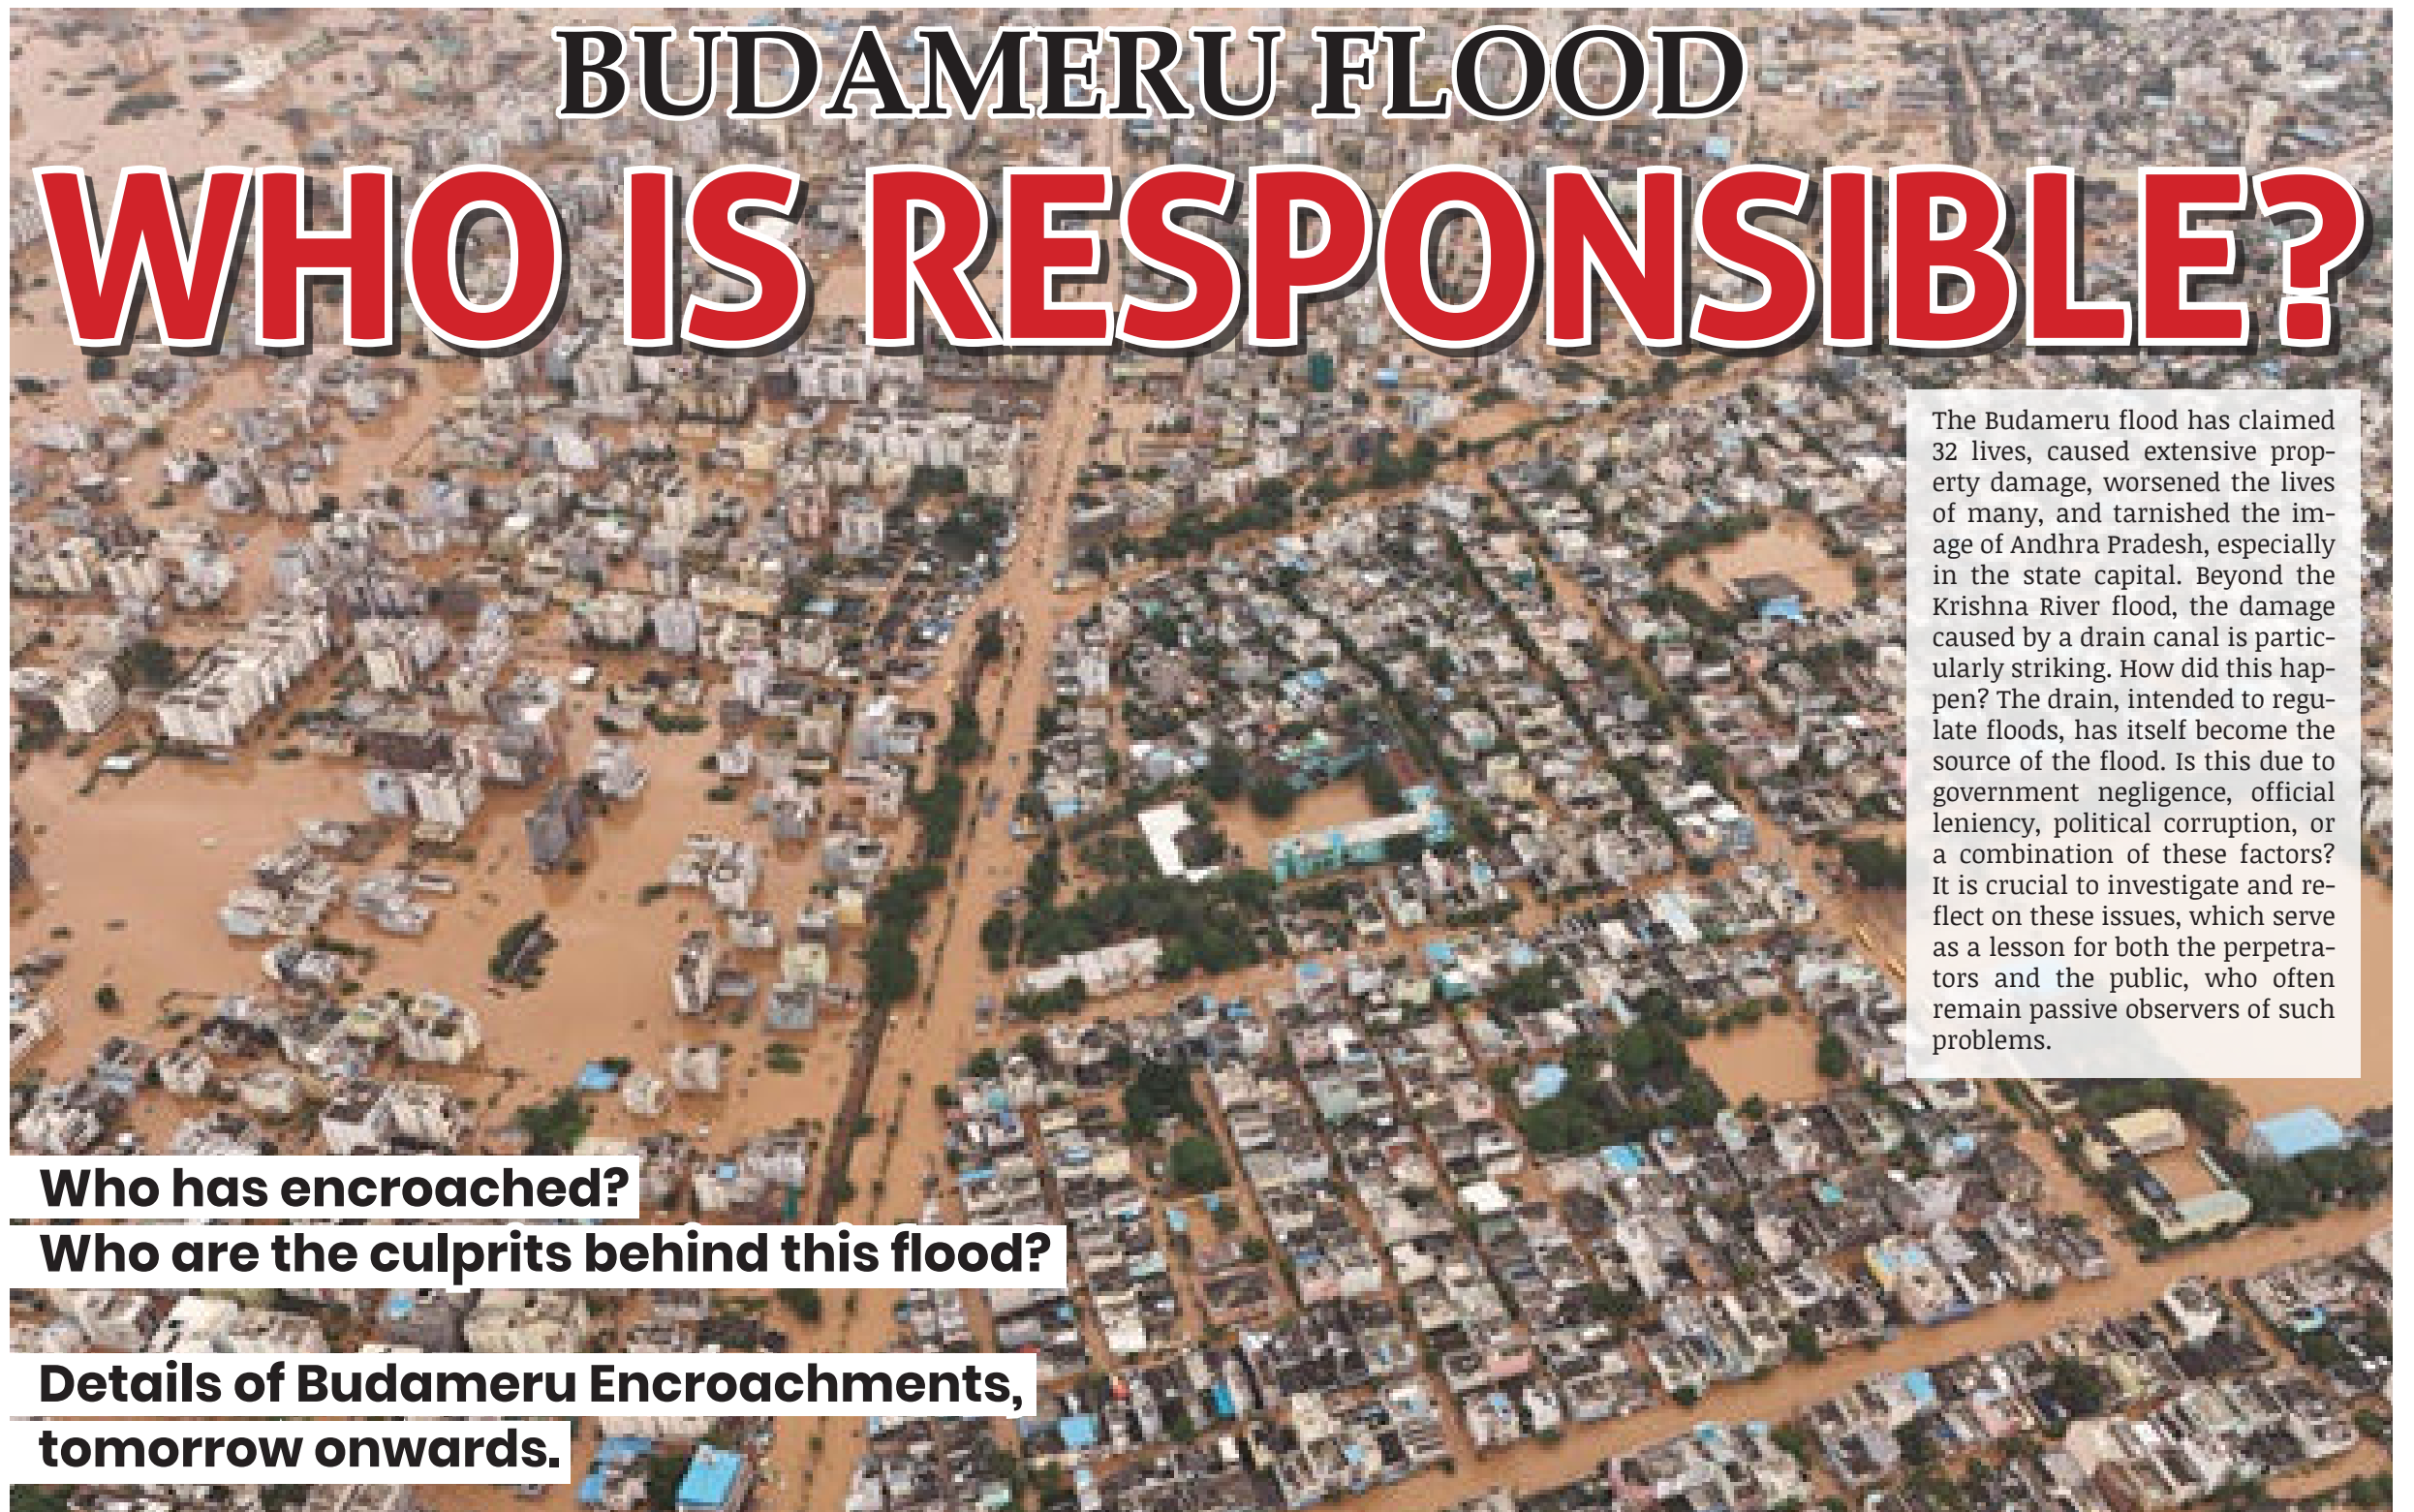 BUDAMERU FLOOD
WHO IS RESPONSIBLE?
The Budameru flood has claimed
32 lives, caused extensive prop-
erty damage, worsened the lives
of many, and tarnished the im-
age of Andhra Pradesh, especially
in the state capital. Beyond the
Krishna River flood, the damage
caused by a drain canal is partic-
ularly striking. How did this hap-
pen? The drain, intended to regu-
late floods, has itself become the
source of the flood. Is this due to
government negligence, official
leniency, political corruption, or
a combination of these factors?
It is crucial to investigate and re-
flect on these issues, which serve
as a lesson for both the perpetra-
tors and the public, who often
remain passive observers of such
problems.
Who has encroached?
Who are the culprits behind this flood?
Details of Budameru Encroachments,
tomorrow onwards.